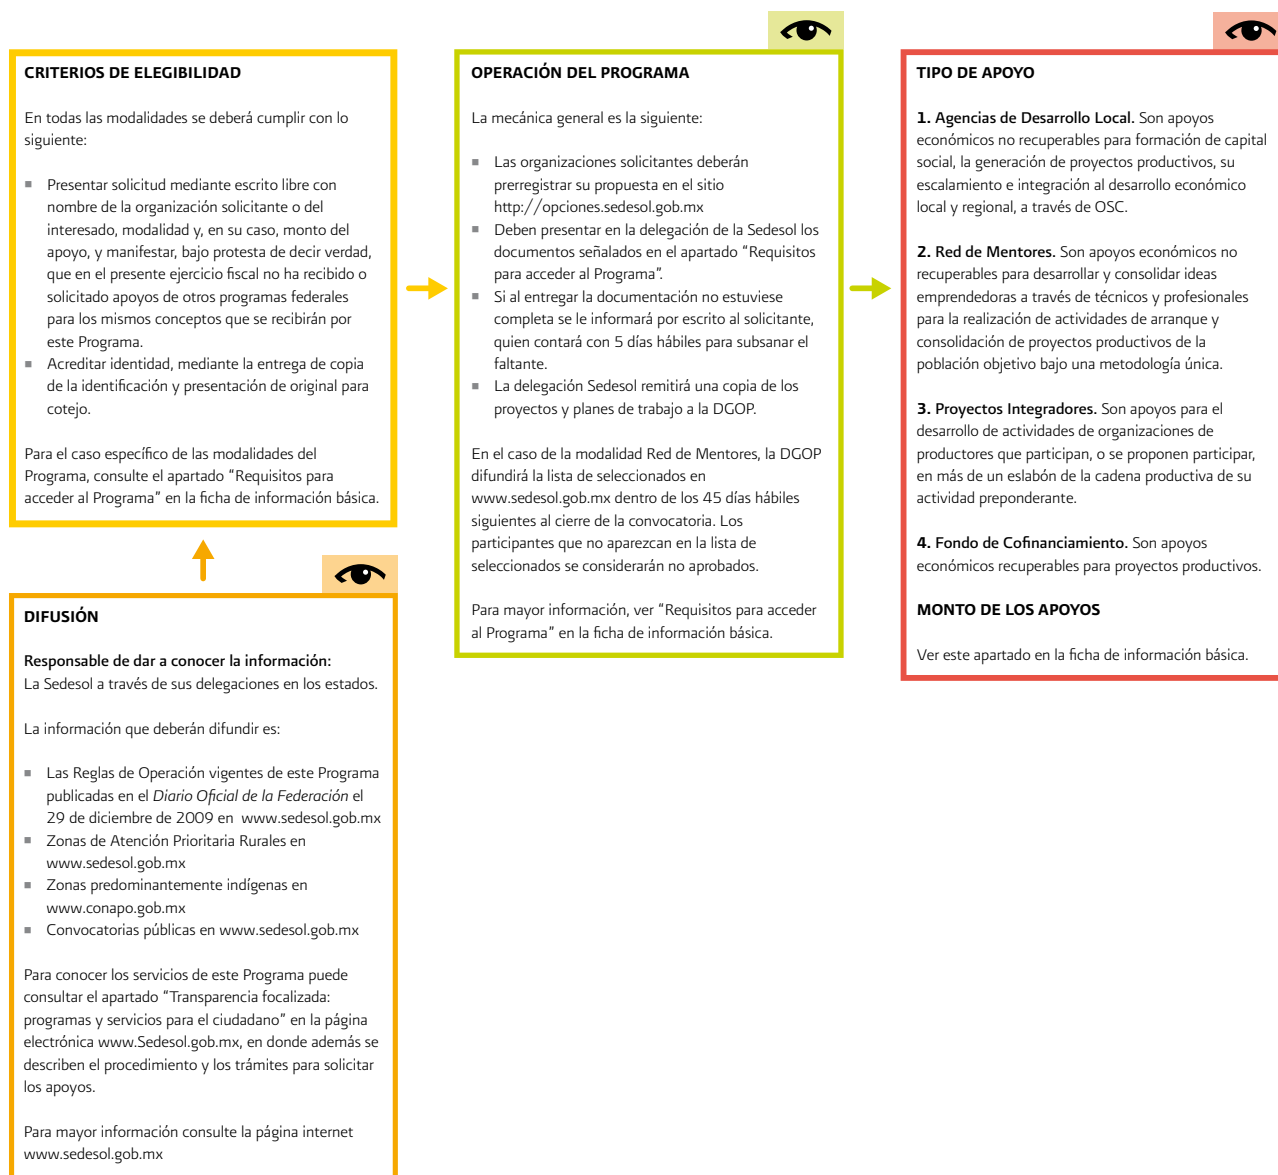 CRITERIOS DE ELEGIBILIDAD
En todas las modalidades se deberá cumplir con lo
siguiente:
■ Presentar solicitud mediante escrito libre con
nombre de la organización solicitante o del
interesado, modalidad y, en su caso, monto del
apoyo, y manifestar, bajo protesta de decir verdad,
que en el presente ejercicio fiscal no ha recibido o
solicitado apoyos de otros programas federales
para los mismos conceptos que se recibirán por
este Programa.
■ Acreditar identidad, mediante la entrega de copia
de la identificación y presentación de original para
cotejo.
Para el caso específico de las modalidades del
Programa, consulte el apartado “Requisitos para
acceder al Programa” en la ficha de información básica.
DIFUSIÓN
Responsable de dar a conocer la información:
La Sedesol a través de sus delegaciones en los estados.
La información que deberán difundir es:
■ Las Reglas de Operación vigentes de este Programa
publicadas en el Diario Oficial de la Federación el
29 de diciembre de 2009 en www.sedesol.gob.mx
■ Zonas de Atención Prioritaria Rurales en
www.sedesol.gob.mx
■ Zonas predominantemente indígenas en
www.conapo.gob.mx
■ Convocatorias públicas en www.sedesol.gob.mx
Para conocer los servicios de este Programa puede
consultar el apartado “Transparencia focalizada:
programas y servicios para el ciudadano” en la página
electrónica www.Sedesol.gob.mx, en donde además se
describen el procedimiento y los trámites para solicitar
los apoyos.
Para mayor información consulte la página internet
www.sedesol.gob.mx
OPERACIÓN DEL PROGRAMA
La mecánica general es la siguiente:
■ Las organizaciones solicitantes deberán
prerregistrar su propuesta en el sitio
http://opciones.sedesol.gob.mx
■ Deben presentar en la delegación de la Sedesol los
documentos señalados en el apartado “Requisitos
para acceder al Programa”.
■ Si al entregar la documentación no estuviese
completa se le informará por escrito al solicitante,
quien contará con 5 días hábiles para subsanar el
faltante.
■ La delegación Sedesol remitirá una copia de los
proyectos y planes de trabajo a la DGOP.
En el caso de la modalidad Red de Mentores, la DGOP
difundirá la lista de seleccionados en
www.sedesol.gob.mx dentro de los 45 días hábiles
siguientes al cierre de la convocatoria. Los
participantes que no aparezcan en la lista de
seleccionados se considerarán no aprobados.
Para mayor información, ver “Requisitos para acceder
al Programa” en la ficha de información básica.
TIPO DE APOYO
1. Agencias de Desarrollo Local. Son apoyos
económicos no recuperables para formación de capital
social, la generación de proyectos productivos, su
escalamiento e integración al desarrollo económico
local y regional, a través de OSC.
2. Red de Mentores. Son apoyos económicos no
recuperables para desarrollar y consolidar ideas
emprendedoras a través de técnicos y profesionales
para la realización de actividades de arranque y
consolidación de proyectos productivos de la
población objetivo bajo una metodología única.
3. Proyectos Integradores. Son apoyos para el
desarrollo de actividades de organizaciones de
productores que participan, o se proponen participar,
en más de un eslabón de la cadena productiva de su
actividad preponderante.
4. Fondo de Cofinanciamiento. Son apoyos
económicos recuperables para proyectos productivos.
MONTO DE LOS APOYOS
Ver este apartado en la ficha de información básica.